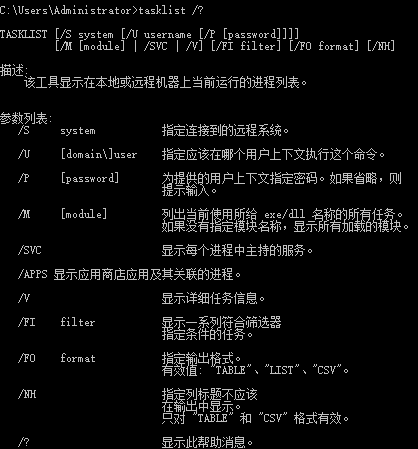 C:\Users\Administrator>tasklist /?
TASKLIST [/S system [/U username [/P [password]]]]
[/M [module] | /SVC | /V] [/FI filter] [/FO format] [/NH]
描述:
该工具显示在本地或远程机器上当前运行的进程列表。
参数列表:
/S system 指定连接到的远程系统。
/U [domain\]user 指定应该在哪个用户上下文执行这个命令。
/P [password] 为提供的用户上下文指定密码。如果省略，则
提示输入。
/M [module] 列出当前使用所给 exe/dll 名称的所有任务。
如果没有指定模块名称，显示所有加载的模块。
/SVC 显示每个进程中主持的服务。
/APPS 显示应用商店应用及其关联的进程。
/V 显示详细任务信息。
/FI filter 显示一系列符合筛选器
指定条件的任务。
/FO format 指定输出格式。
有效值: "TABLE"、"LIST"、"CSV"。
/NH 指定列标题不应该
在输出中显示。
只对 "TABLE" 和 "CSV" 格式有效。
/? 显示此帮助消息。